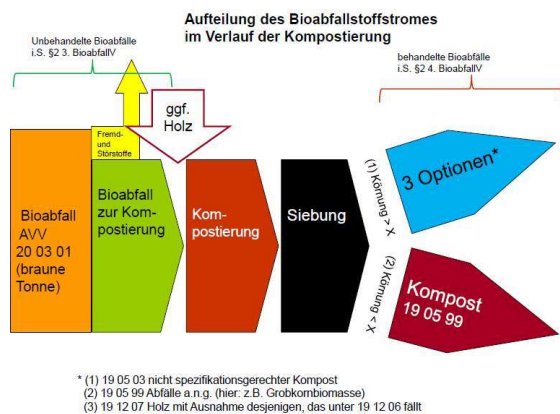 Aufteilung des Bioabfallstoffstromes
im Verlauf der Kompostierung
Unbehandelte Bioabfälle
i.S. §2 3. BioabfallV
behandelte Bioabfälle
i.S. §2 4. BioabfallV
ggf.
Holz
Fremd-
und
Störstoffe
Bioabfall
AVV
20 03 01
(braune
Tonne)
Bioabfall
zur Kom-
postierung
Kom-
postierung
Siebung
(1) Körnung > X
3 Optionen*
(2) Körnung > X
Kompost
19 05 99
* (1) 19 05 03 nicht spezifikationsgerechter Kompost
(2) 19 05 99 Abfälle a.n.g. (hier: z.B. Grobkombiomasse)
(3) 19 12 07 Holz mit Ausnahme desjenigen, das unter 19 12 06 fällt